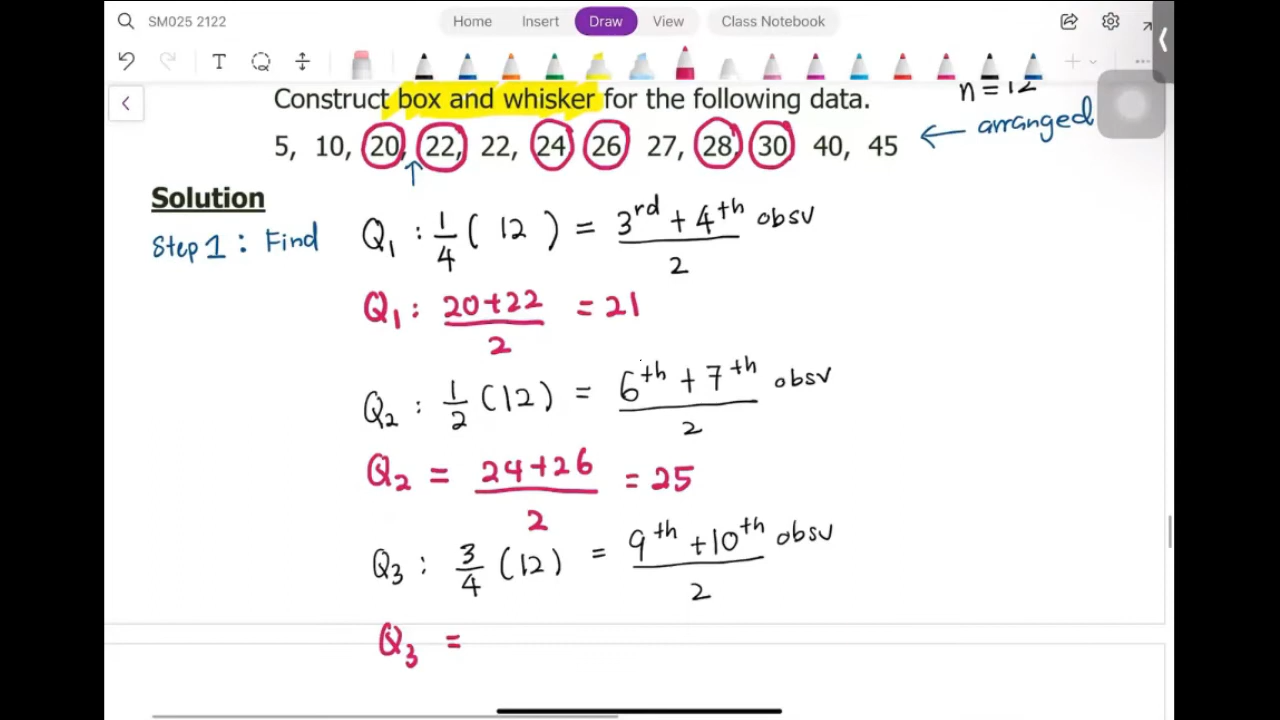 SM025 2122
Home Insert Draw View Class Notebook
Construct box and whisker for the following data.
n = 12
5, 10, 20, 22, 22, 24 26 27, 28, 30 40, 45
← arranged
↑
Solution
Step 1 : Find
Q₁ : 1/4 ( 12 ) = (3rd + 4th)/2 obsv
Q₁ : (20+22)/2 = 21
Q₂ : 1/2 (12) = (6th + 7th)/2 obsv
Q₂ = (24+26)/2 = 25
Q₃ : 3/4 (12) = (9th +10th)/2 obsv
Q₃ =